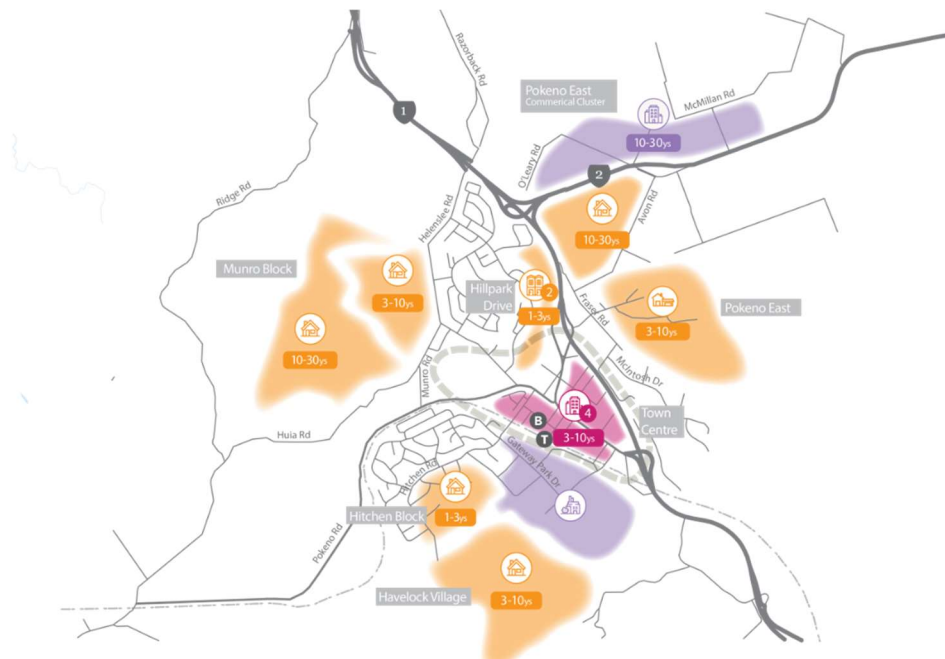 Razorback Rd
1
Pokeno East
Commerical Cluster
McMillan Rd
10-30ys
O'Leary Rd
2
Ridge Rd
Helenslee Rd
Avon Rd
10-30ys
Munro Block
3-10ys
Hillpark
Drive
2
1-3ys
Fraser Rd
3-10ys
Pokeno East
10-30ys
Munro Rd
McIntosh Dr
Huia Rd
B
4
Town
Centre
T
3-10ys
Gateway Park Dr
Hitchen Rd
Hitchen Block
1-3ys
Pokeno Rd
Havelock Village
3-10ys